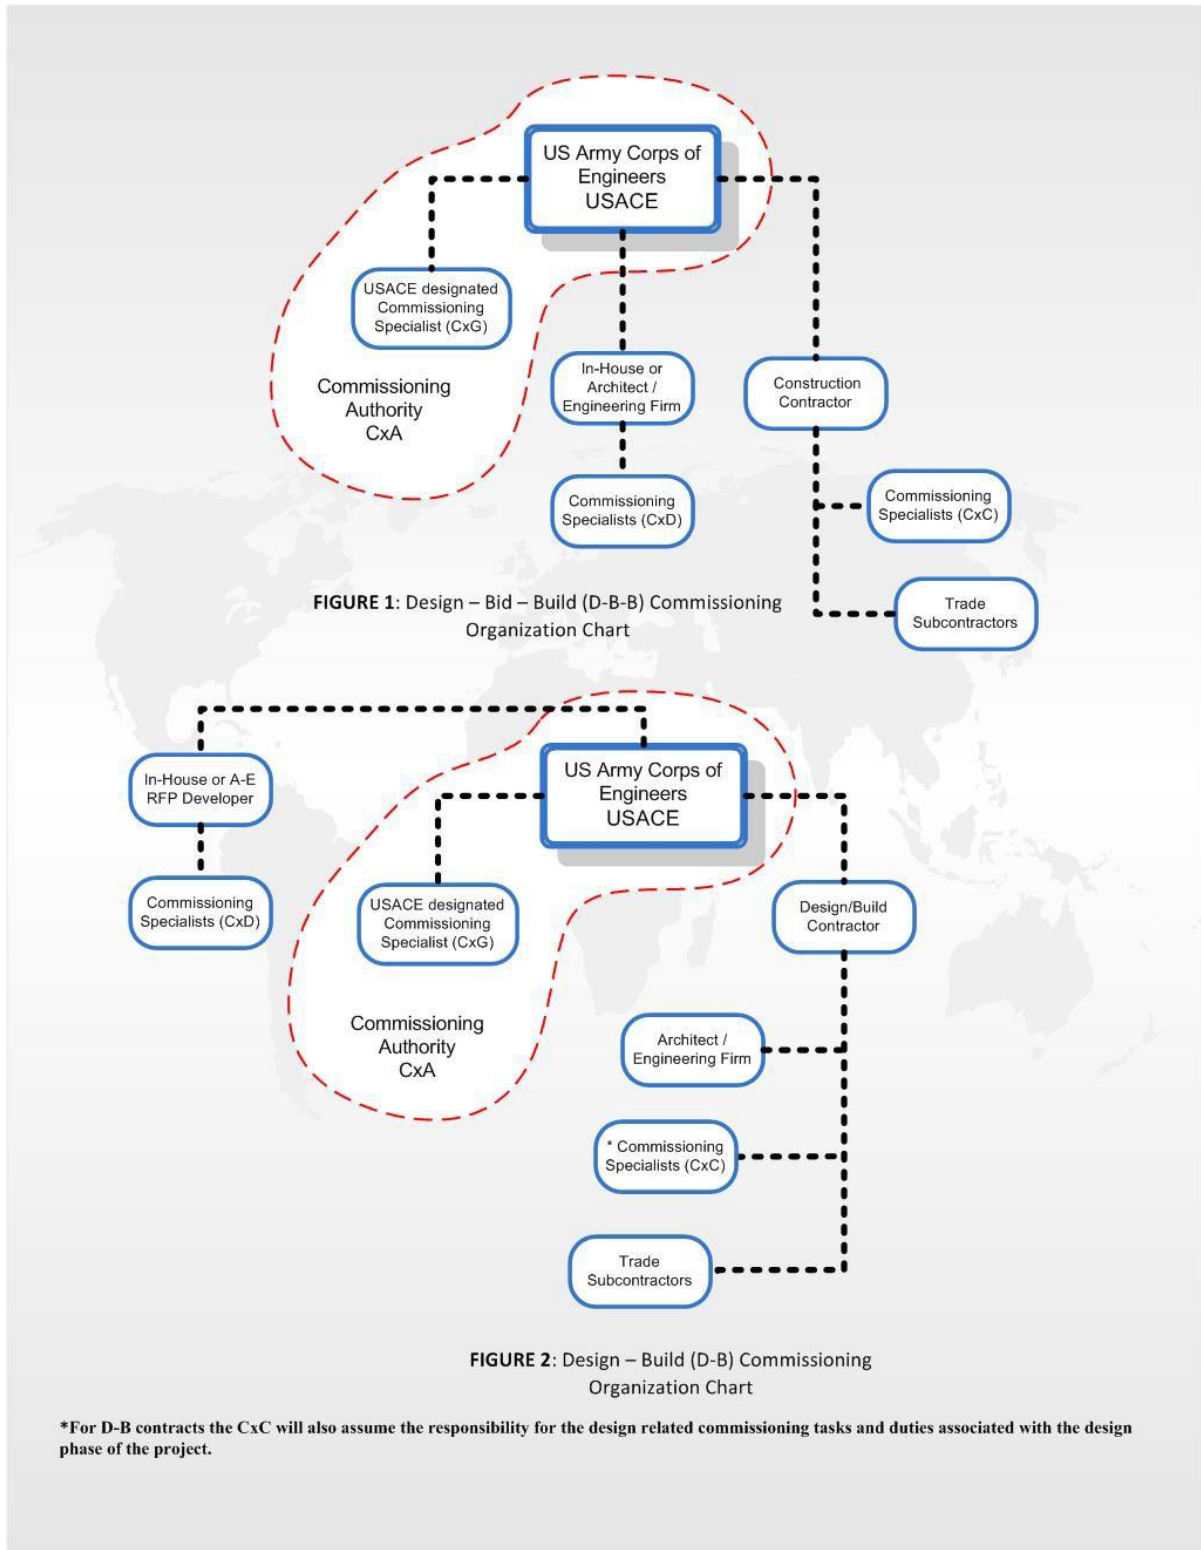 US Army Corps of
Engineers
USACE
USACE designated
Commissioning
Specialist (CxG)
Commissioning
Authority
CxA
In-House or
Architect /
Engineering Firm
Commissioning
Specialists (CxD)
Construction
Contractor
Commissioning
Specialists (CxC)
Trade
Subcontractors
FIGURE 1: Design – Bid – Build (D-B-B) Commissioning
Organization Chart
In-House or A-E
RFP Developer
Commissioning
Specialists (CxD)
US Army Corps of
Engineers
USACE
USACE designated
Commissioning
Specialist (CxG)
Commissioning
Authority
CxA
Design/Build
Contractor
Architect /
Engineering Firm
* Commissioning
Specialists (CxC)
Trade
Subcontractors
FIGURE 2: Design – Build (D-B) Commissioning
Organization Chart
*For D-B contracts the CxC will also assume the responsibility for the design related commissioning tasks and duties associated with the design
phase of the project.